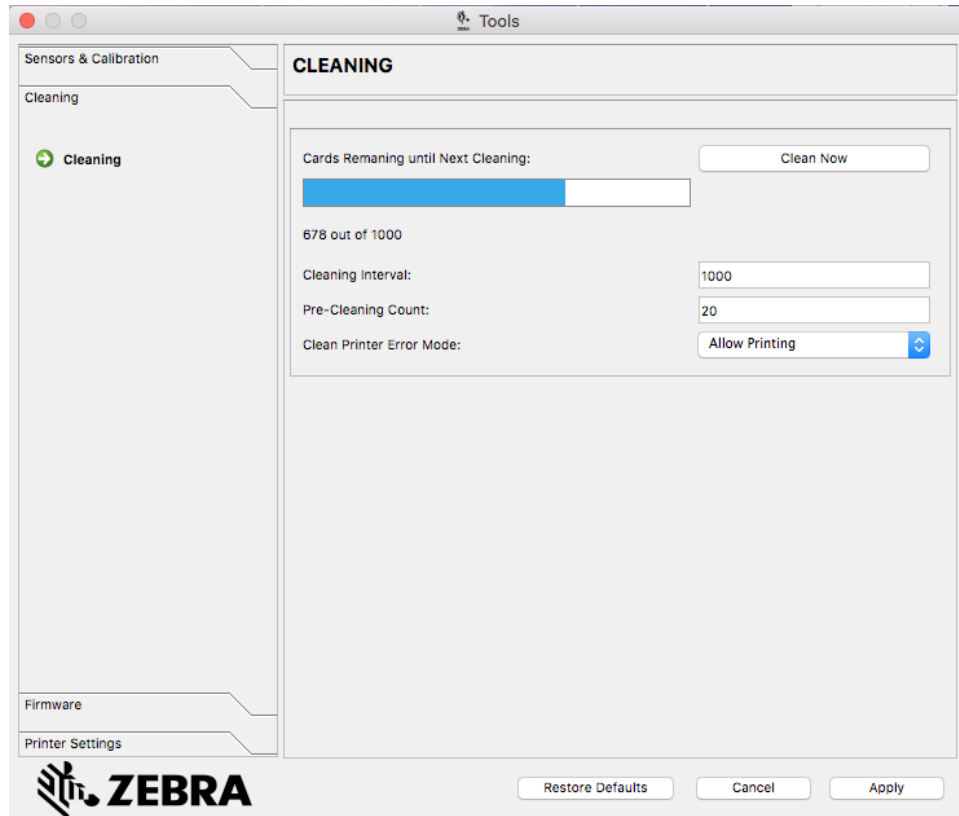 ZEBRA
Tools
Sensors & Calibration
Cleaning
Cleaning
Firmware
Printer Settings
CLEANING
Cards Remaning until Next Cleaning:
Clean Now
678 out of 1000
Cleaning Interval:
1000
Pre-Cleaning Count:
20
Clean Printer Error Mode:
Allow Printing
ZEBRA
Restore Defaults
Cancel
Apply